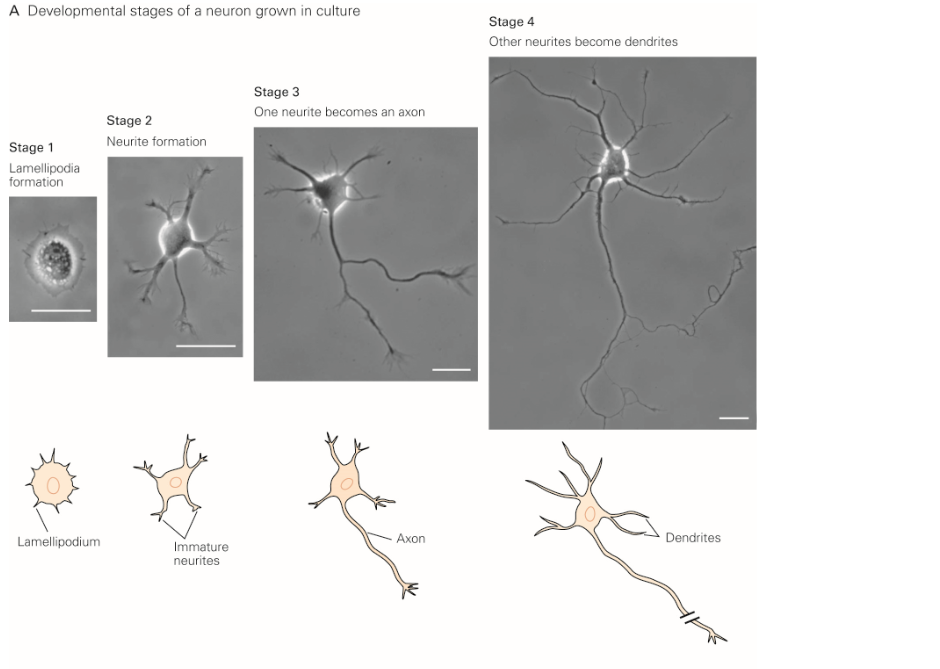 A Developmental stages of a neuron grown in culture
Stage 1
Lamellipodia
formation
Stage 2
Neurite formation
Stage 3
One neurite becomes an axon
Stage 4
Other neurites become dendrites
Lamellipodium
Immature
neurites
Axon
Dendrites